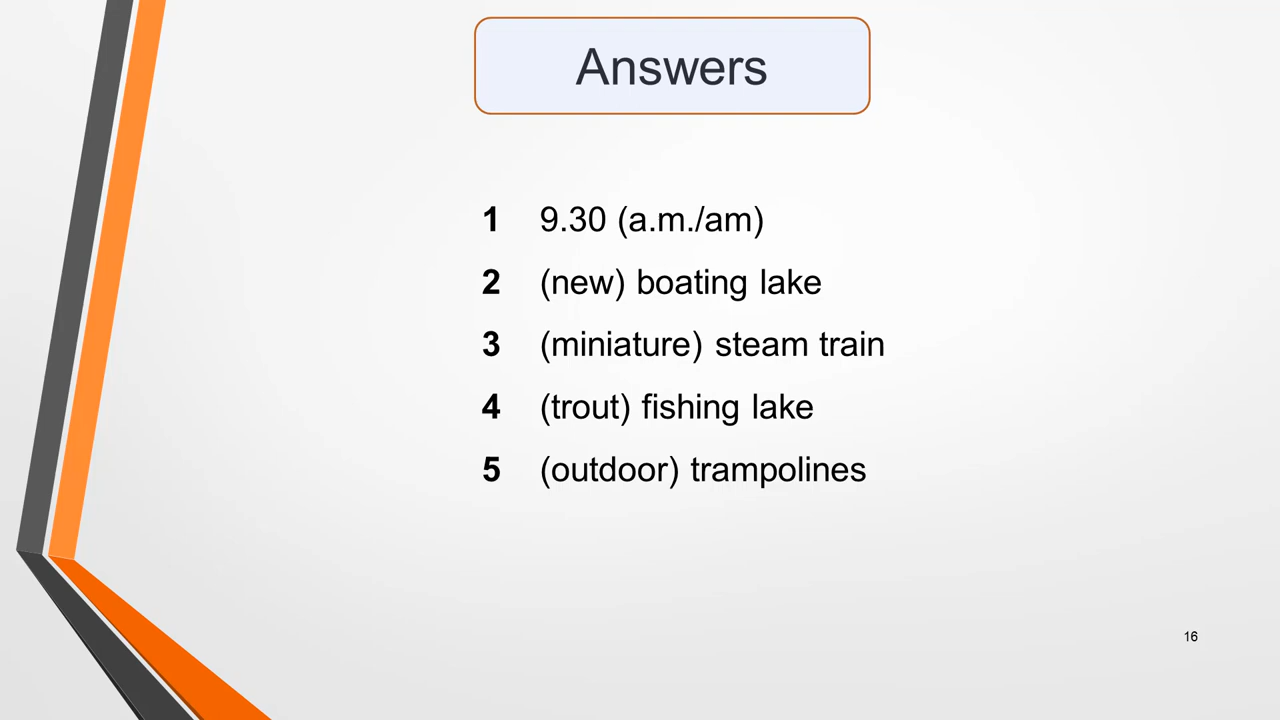 Answers
1 9.30 (a.m./am)
2 (new) boating lake
3 (miniature) steam train
4 (trout) fishing lake
5 (outdoor) trampolines
16